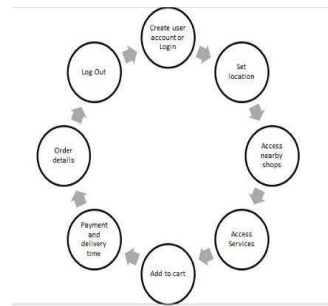 Create user
account or
Login
Set
location
Access
nearby
shops
Access
Services
Add to cart
Payment
and
delivery
time
Order
details
Log Out